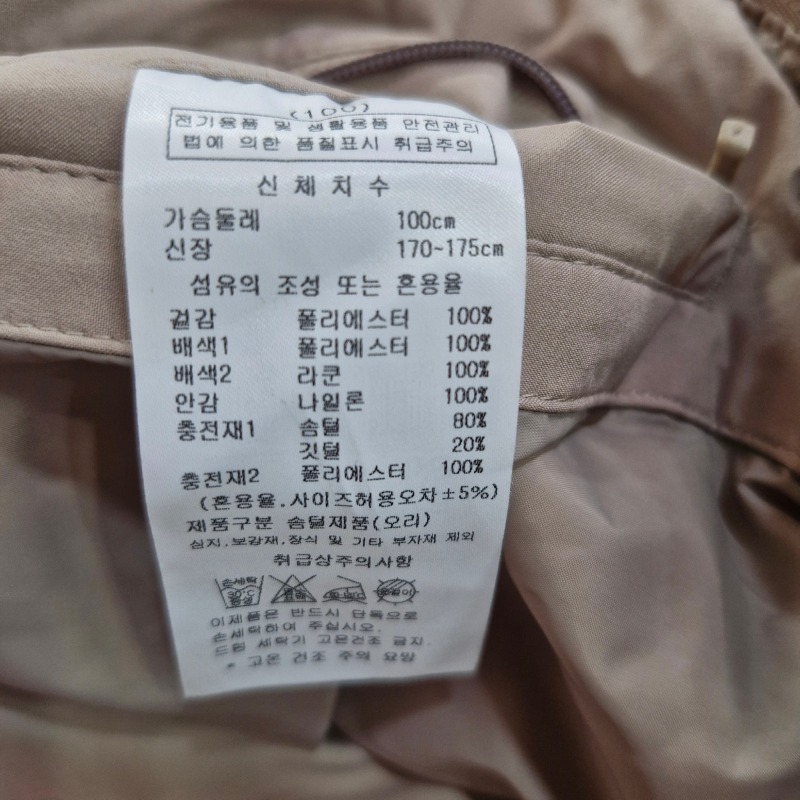 (100)
전기용품 및 생활용품 안전관리
법에 의한 품질표시 취급주의
신체치수
가슴둘레 100cm
신장 170~175cm
섬유의 조성 또는 혼용율
겉감 폴리에스터 100%
배색1 폴리에스터 100%
배색2 라쿤 100%
안감 나일론 100%
충전재1 솜털 80%
깃털 20%
충전재2 폴리에스터 100%
(혼용율.사이즈허용오차±5%)
제품구분 솜털제품(오리)
심지,보강재,장식 및 기타 부자재 제외
취급상주의사항
손세탁
30°C
중성
이제품은 반드시 단독으로
손세탁하여 주십시오.
드럼 세탁기 고온건조 금지.
* 고온 건조 주의 요망